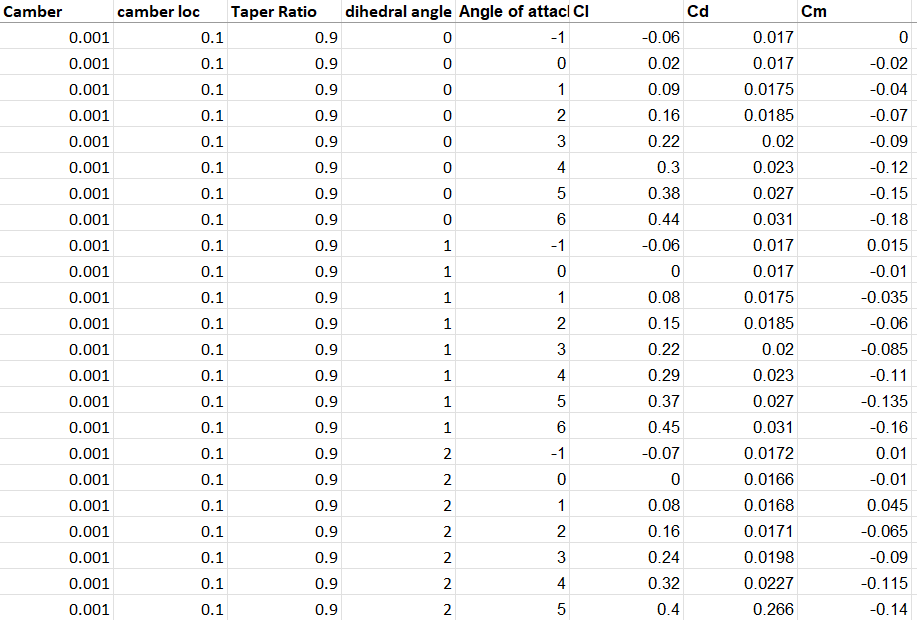 Camber camber loc Taper Ratio dihedral angle Angle of attac Cl Cd Cm
0.001 0.1 0.9 0 -1 -0.06 0.017 0
0.001 0.1 0.9 0 0 0.02 0.017 -0.02
0.001 0.1 0.9 0 1 0.09 0.0175 -0.04
0.001 0.1 0.9 0 2 0.16 0.0185 -0.07
0.001 0.1 0.9 0 3 0.22 0.02 -0.09
0.001 0.1 0.9 0 4 0.3 0.023 -0.12
0.001 0.1 0.9 0 5 0.38 0.027 -0.15
0.001 0.1 0.9 0 6 0.44 0.031 -0.18
0.001 0.1 0.9 1 -1 -0.06 0.017 0.015
0.001 0.1 0.9 1 0 0 0.017 -0.01
0.001 0.1 0.9 1 1 0.08 0.0175 -0.035
0.001 0.1 0.9 1 2 0.15 0.0185 -0.06
0.001 0.1 0.9 1 3 0.22 0.02 -0.085
0.001 0.1 0.9 1 4 0.29 0.023 -0.11
0.001 0.1 0.9 1 5 0.37 0.027 -0.135
0.001 0.1 0.9 1 6 0.45 0.031 -0.16
0.001 0.1 0.9 2 -1 -0.07 0.0172 0.01
0.001 0.1 0.9 2 0 0 0.0166 -0.01
0.001 0.1 0.9 2 1 0.08 0.0168 0.045
0.001 0.1 0.9 2 2 0.16 0.0171 -0.065
0.001 0.1 0.9 2 3 0.24 0.0198 -0.09
0.001 0.1 0.9 2 4 0.32 0.0227 -0.115
0.001 0.1 0.9 2 5 0.4 0.266 -0.14